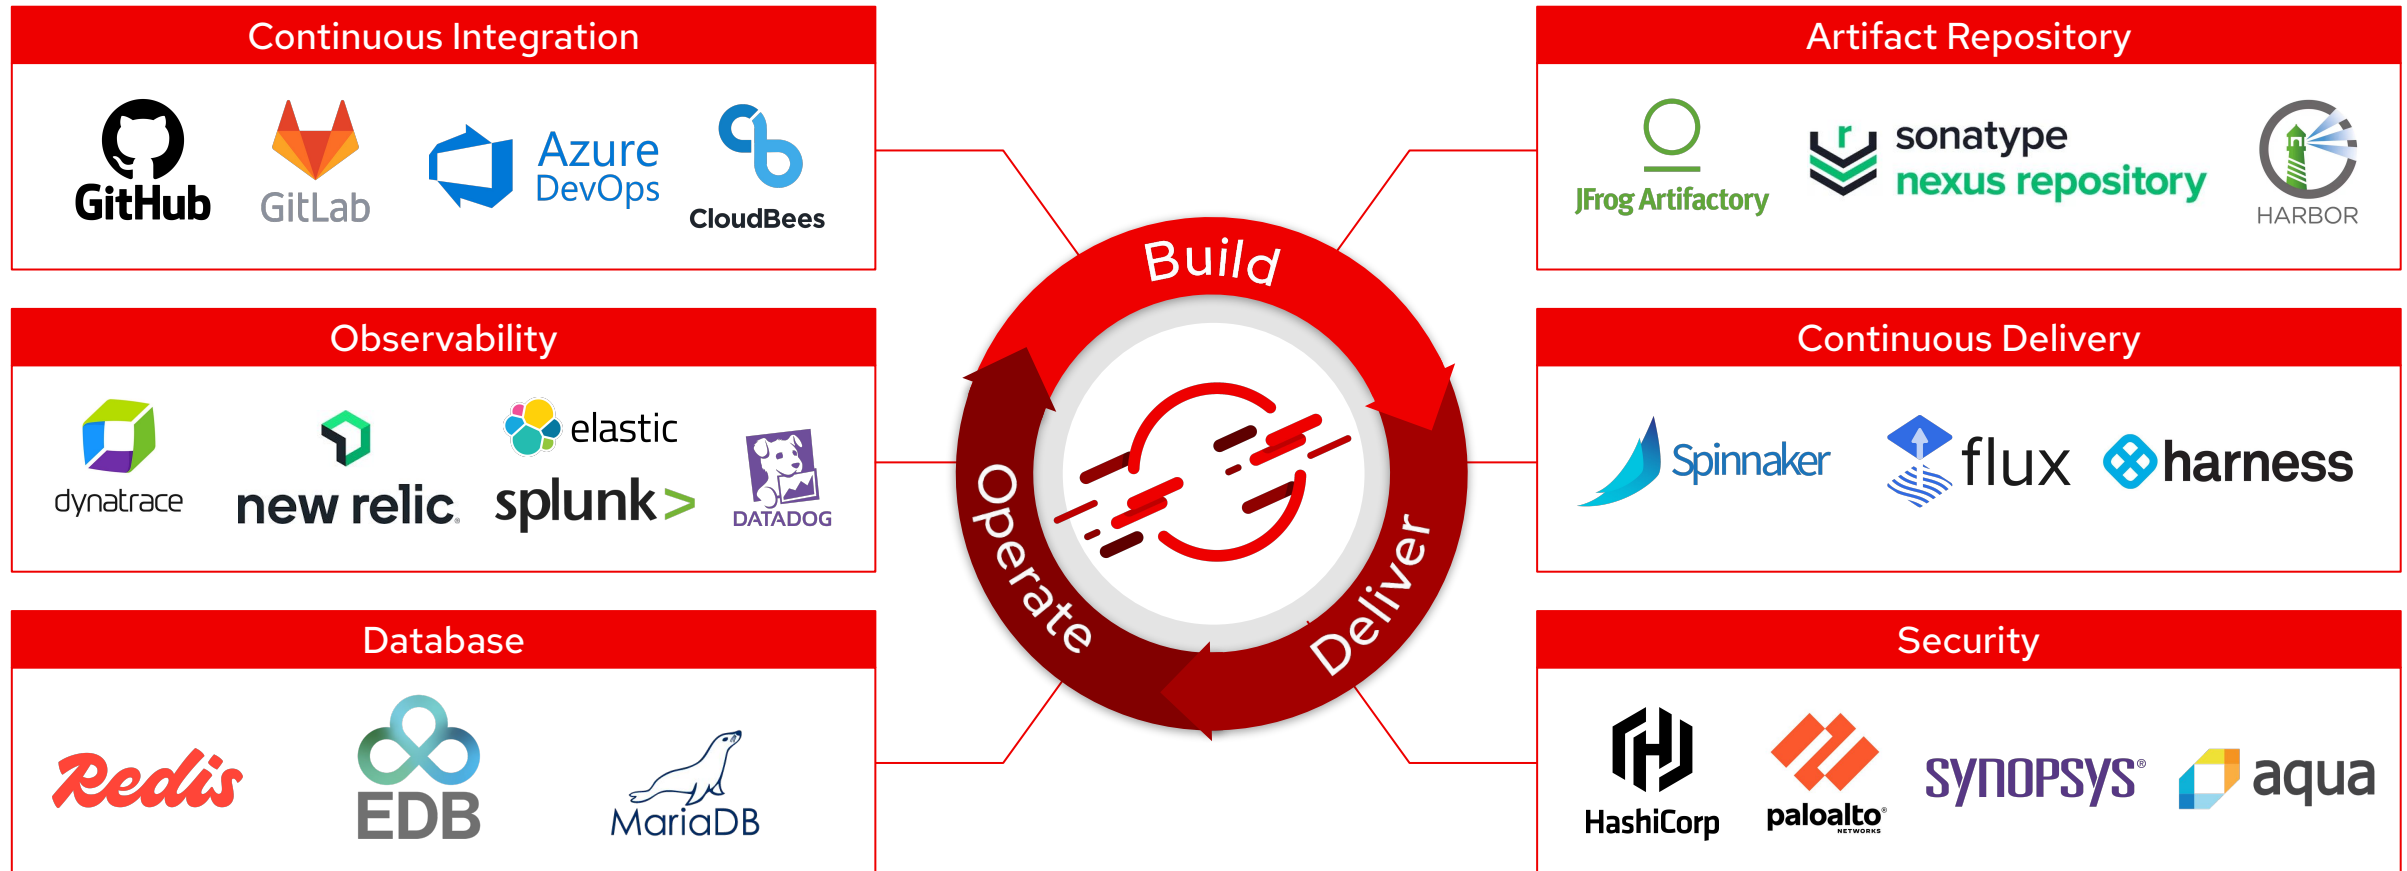 Continuous Integration
GitHub
GitLab
Azure
DevOps
CloudBees
Artifact Repository
JFrog Artifactory
r
sonatype
nexus repository
HARBOR
Build
Deliver
Operate
Observability
dynatrace
new relic
elastic
splunk>
DATADOG
Continuous Delivery
Spinnaker
flux
harness
Database
Redis
EDB
MariaDB
Security
HashiCorp
paloalto®
NETWORKS
SYNOPSYS®
aqua